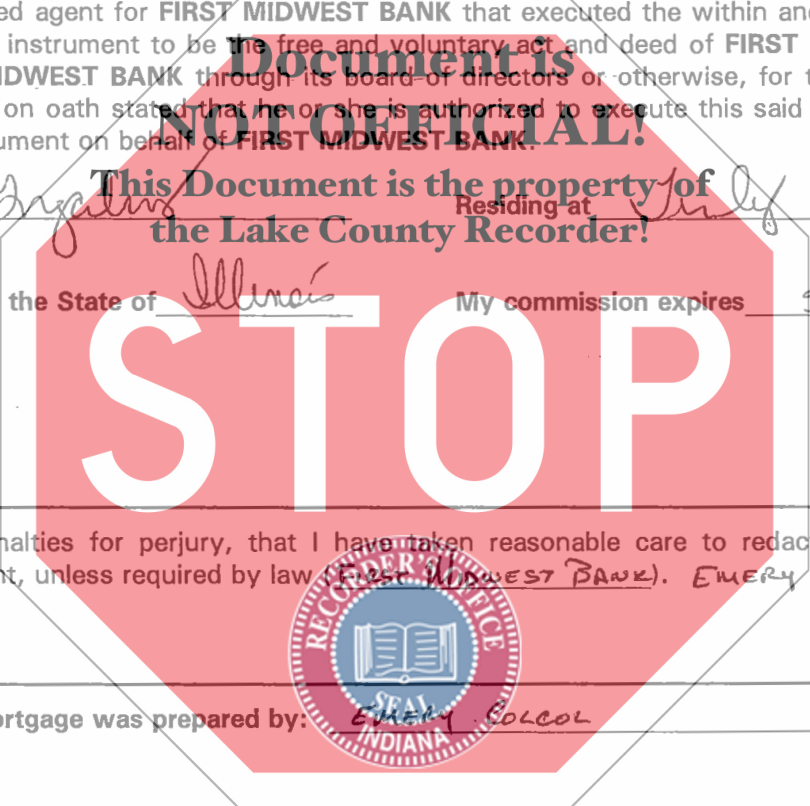 ed agent for FIRST MIDWEST BANK that executed the within and
instrument to be the free and voluntary act and deed of FIRST
Document is
IDWEST BANK through its board of directors or otherwise, for t
on oath stated that he or she is authorized to execute this said
NOT OFFICIAL!
ument on behalf of FIRST MIDWEST BANK.
This Document is the property of
Residing at
the Lake County Recorder!
the State of Illinois My commission expires
STOP
nalties for perjury, that I have taken reasonable care to redac
nt, unless required by law (FIRST MIDWEST BANK). EMERY
RECORDER'S OFFICE
SEAL
INDIANA
ortgage was prepared by: EMERY COLCOL